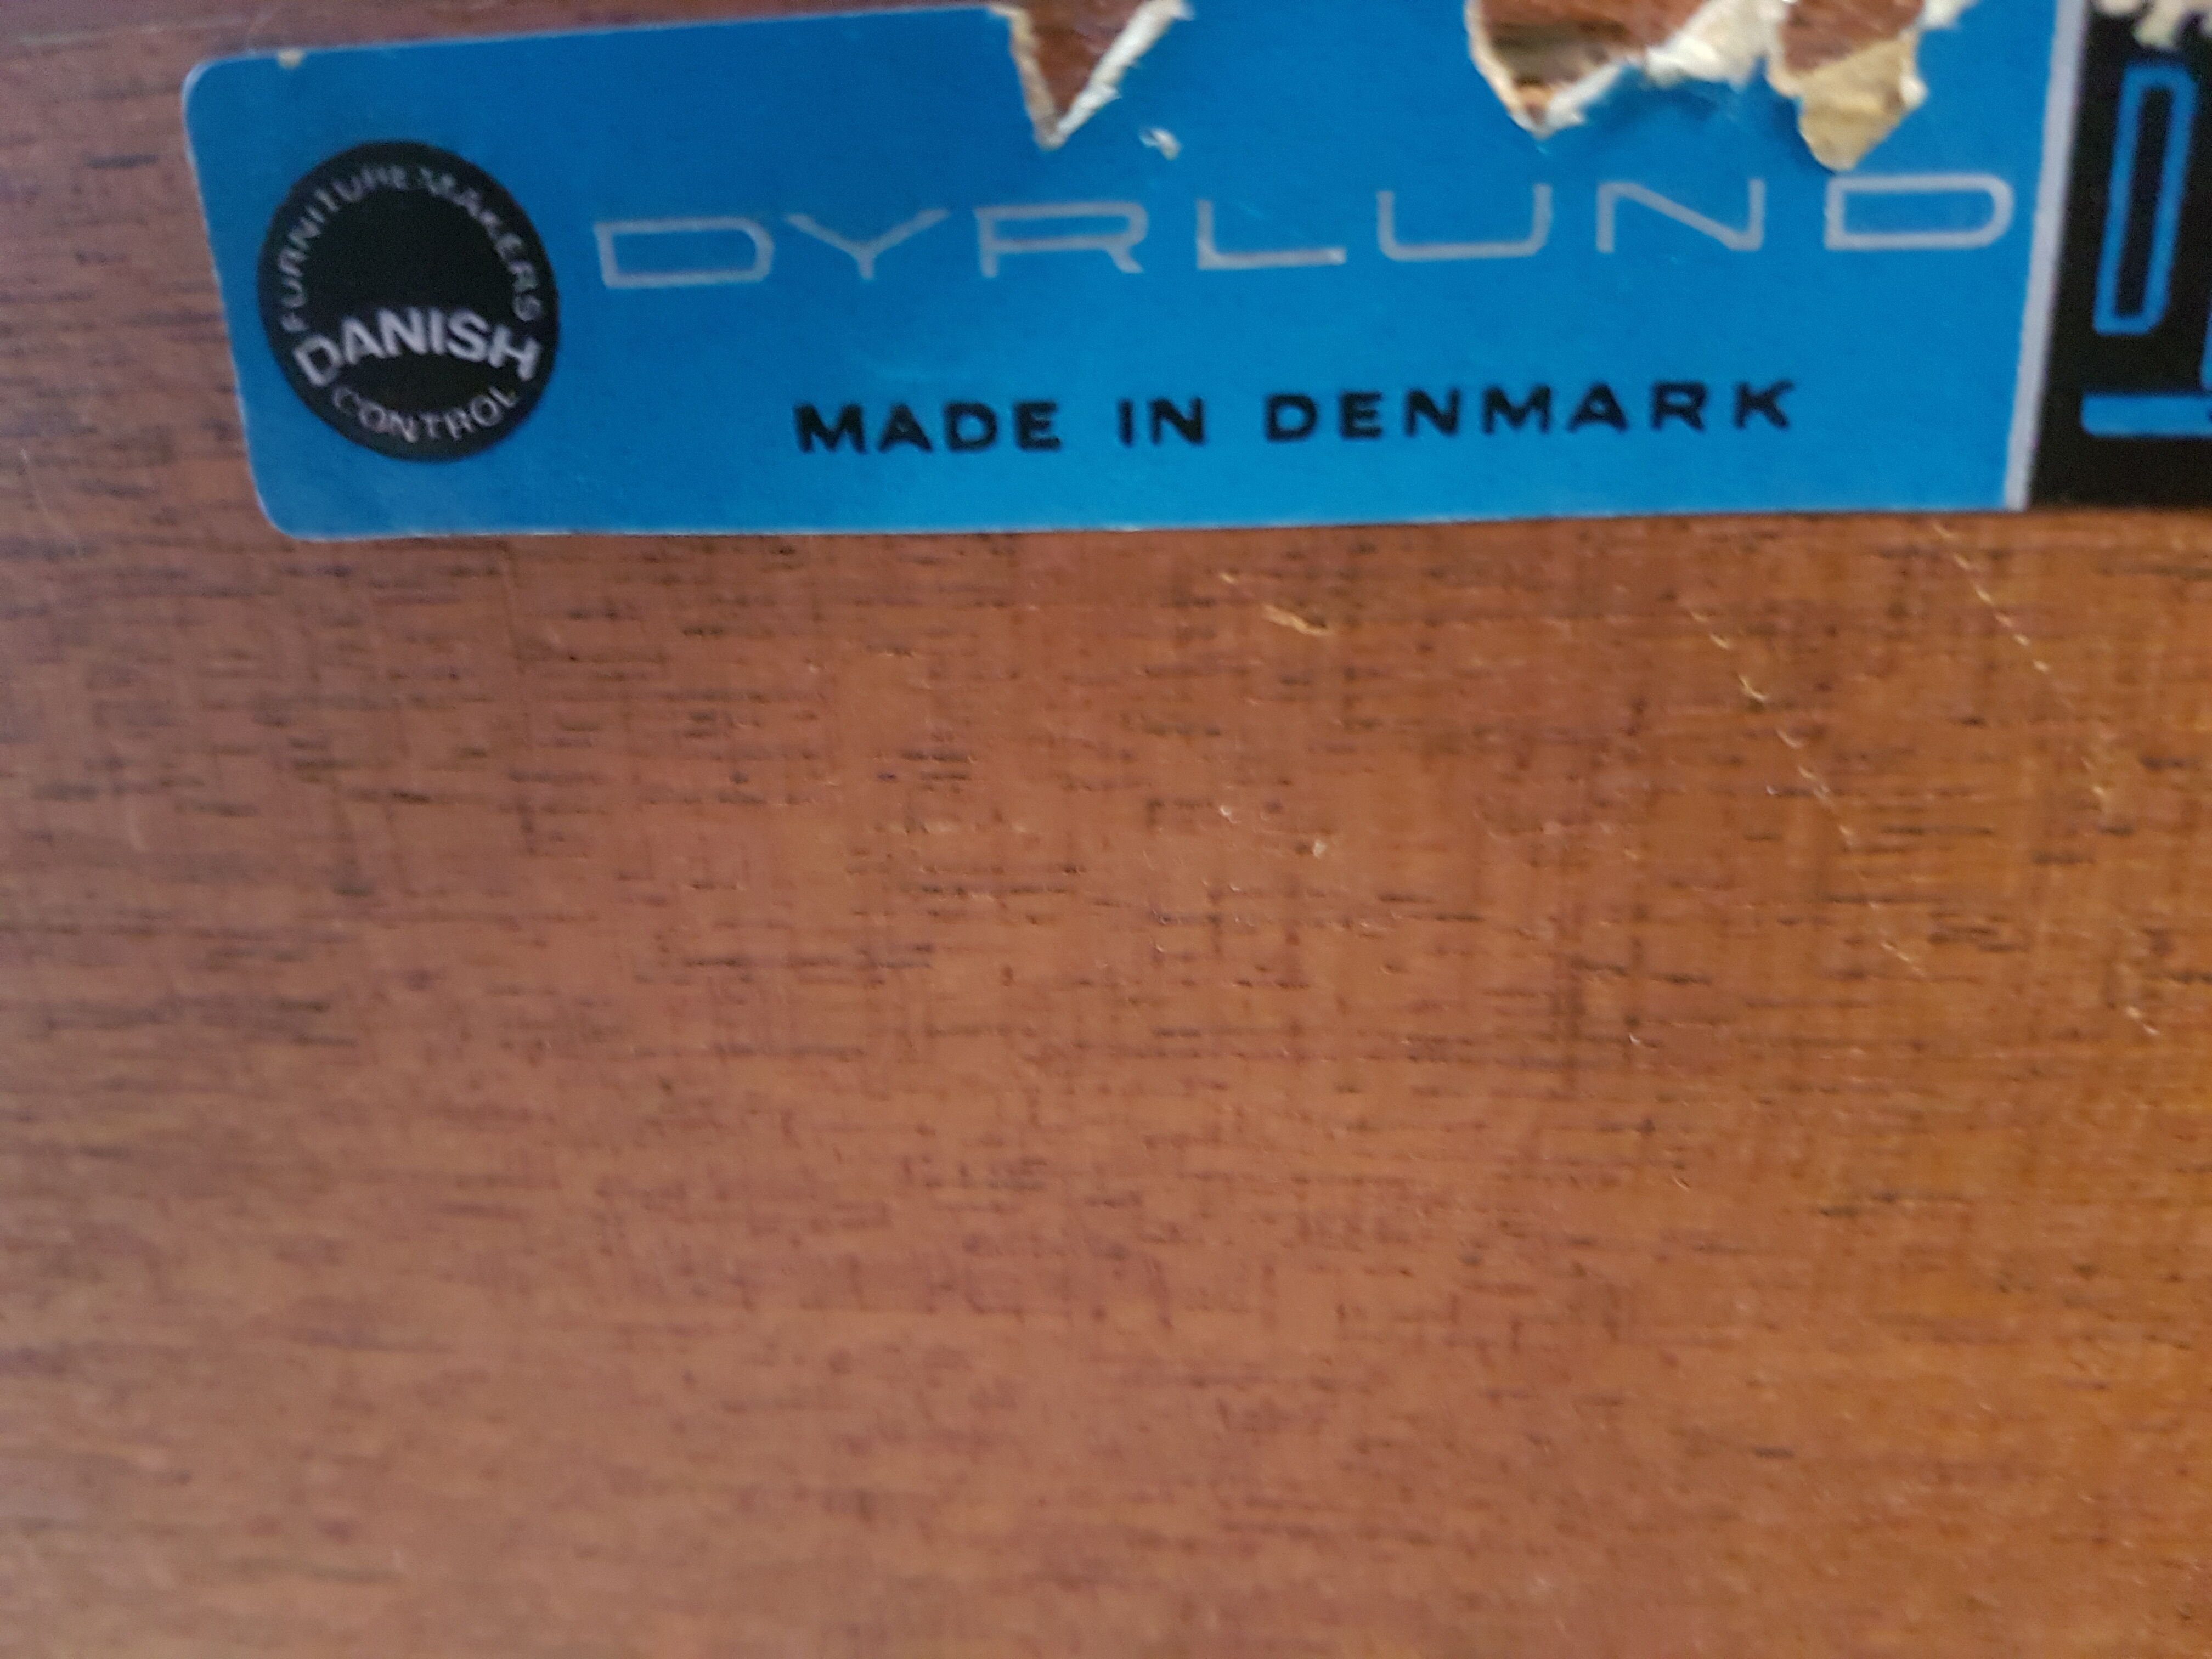 FURNITURE MAKERS
DANISH
CONTROL
DYRLUND
MADE IN DENMARK